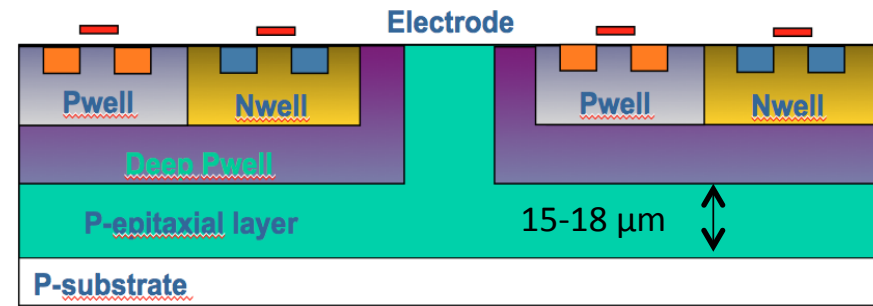 Electrode
Pwell
Nwell
Pwell
Nwell
Deep Pwell
P-epitaxial layer
15-18 µm
P-substrate